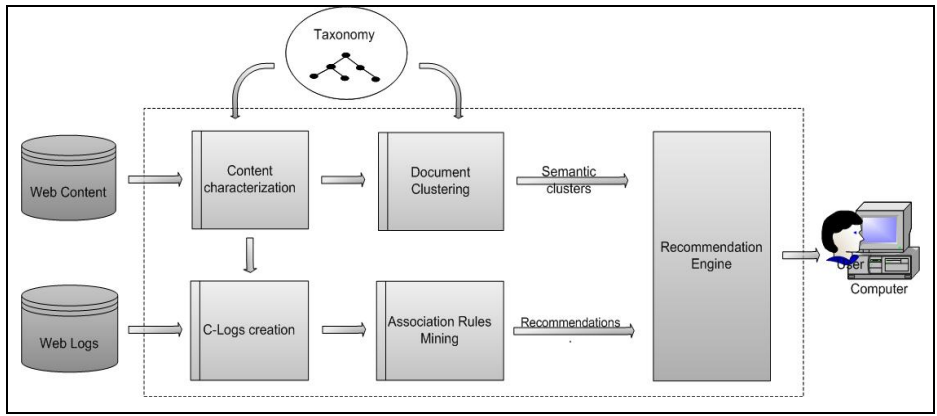 Taxonomy
Web Content
Content
characterization
Document
Clustering
Semantic
clusters
Recommendation
Engine
User
Computer
Web Logs
C-Logs creation
Association Rules
Mining
Recommendations
.